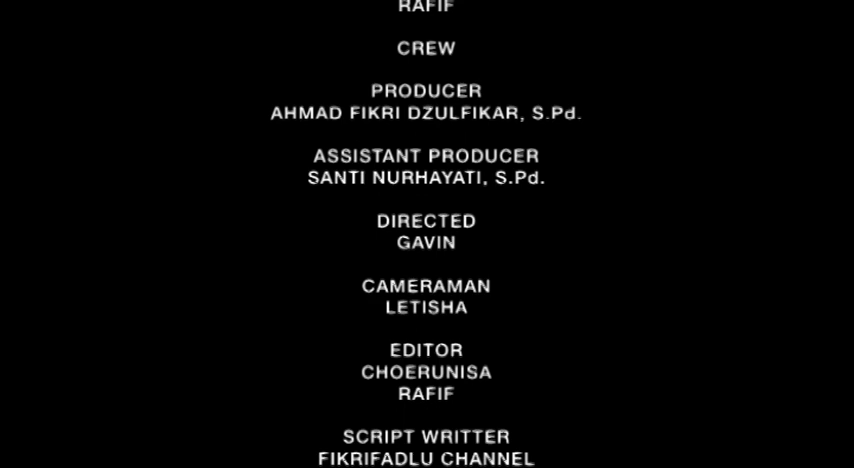 RAFIF
CREW
PRODUCER
AHMAD FIKRI DZULFIKAR, S.Pd.
ASSISTANT PRODUCER
SANTI NURHAYATI, S.Pd.
DIRECTED
GAVIN
CAMERAMAN
LETISHA
EDITOR
CHOERUNISA
RAFIF
SCRIPT WRITTER
FIKRIFADLU CHANNEL